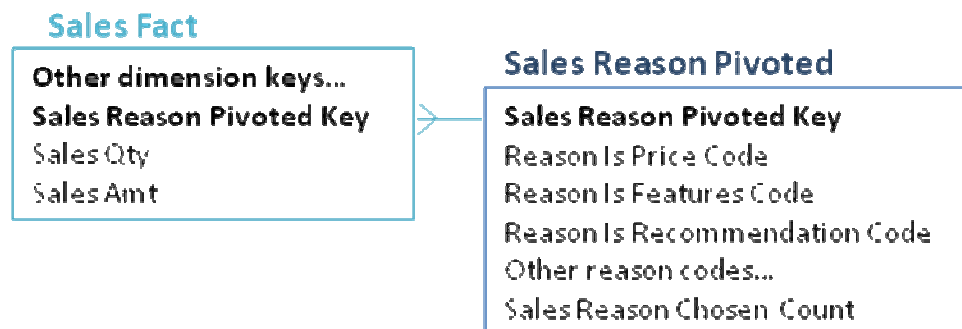 Sales Fact
Other dimension keys...
Sales Reason Pivoted Key
Sales Qty
Sales Amt
Sales Reason Pivoted
Sales Reason Pivoted Key
Reason Is Price Code
Reason Is Features Code
Reason Is Recommendation Code
Other reason codes...
Sales Reason Chosen Count